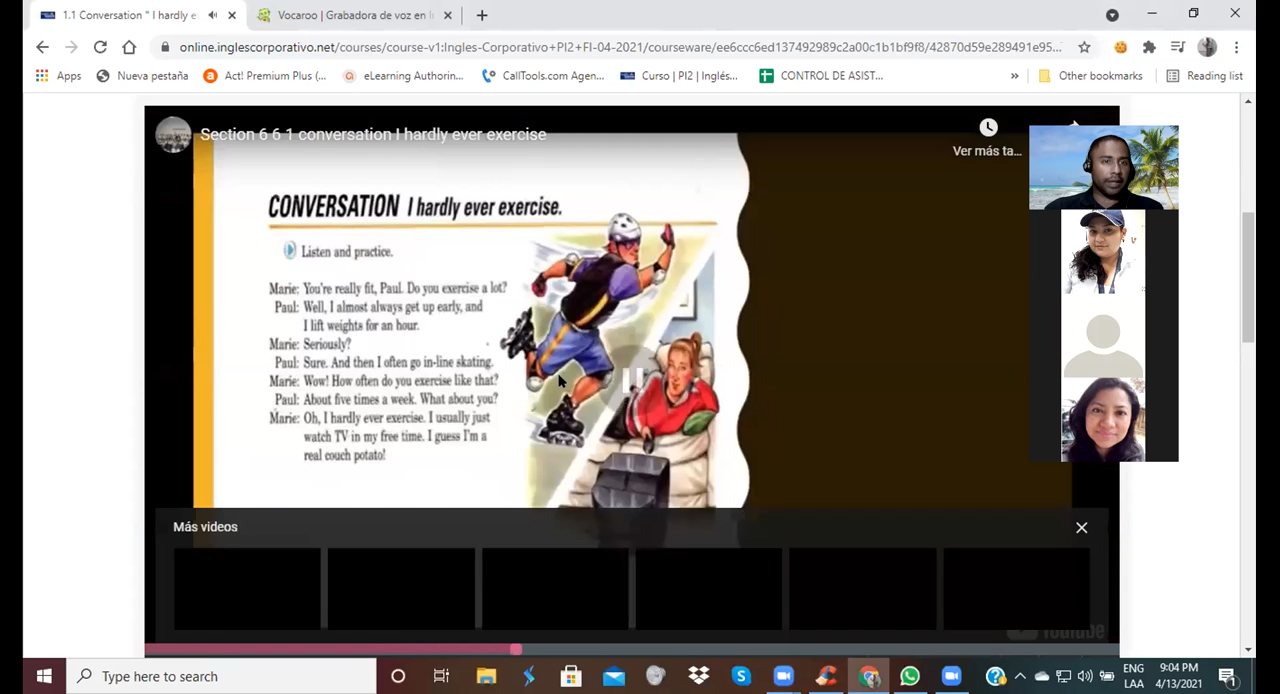 1.1 Conversation " I hardly e
Vocaroo | Grabadora de voz en l
online.inglescorporativo.net/courses/course-v1:Ingles-Corporativo+PI2+FI-04-2021/courseware/ee6ccc6ed137492989c2a00c1b1bf9f8/42870d59e289491e95...
Apps
Nueva pestaña
Act! Premium Plus (...
eLearning Authorin...
CallTools.com Agen...
Curso | PI2 | Inglés...
CONTROL DE ASIST...
»
Other bookmarks
Reading list
Section 6 6 1 conversation I hardly ever exercise
Ver más ta...
CONVERSATION I hardly ever exercise.
Listen and practice.
Marie: You're really fit, Paul. Do you exercise a lot?
Paul: Well, I almost always get up early, and
I lift weights for an hour.
Marie: Seriously?
Paul: Sure. And then I often go in-line skating.
Marie: Wow! How often do you exercise like that?
Paul: About five times a week. What about you?
Marie: Oh, I hardly ever exercise. I usually just
watch TV in my free time. I guess I'm a
real couch potato!
Más videos
YouTube
Type here to search
ENG
LAA
9:04 PM
4/13/2021
1